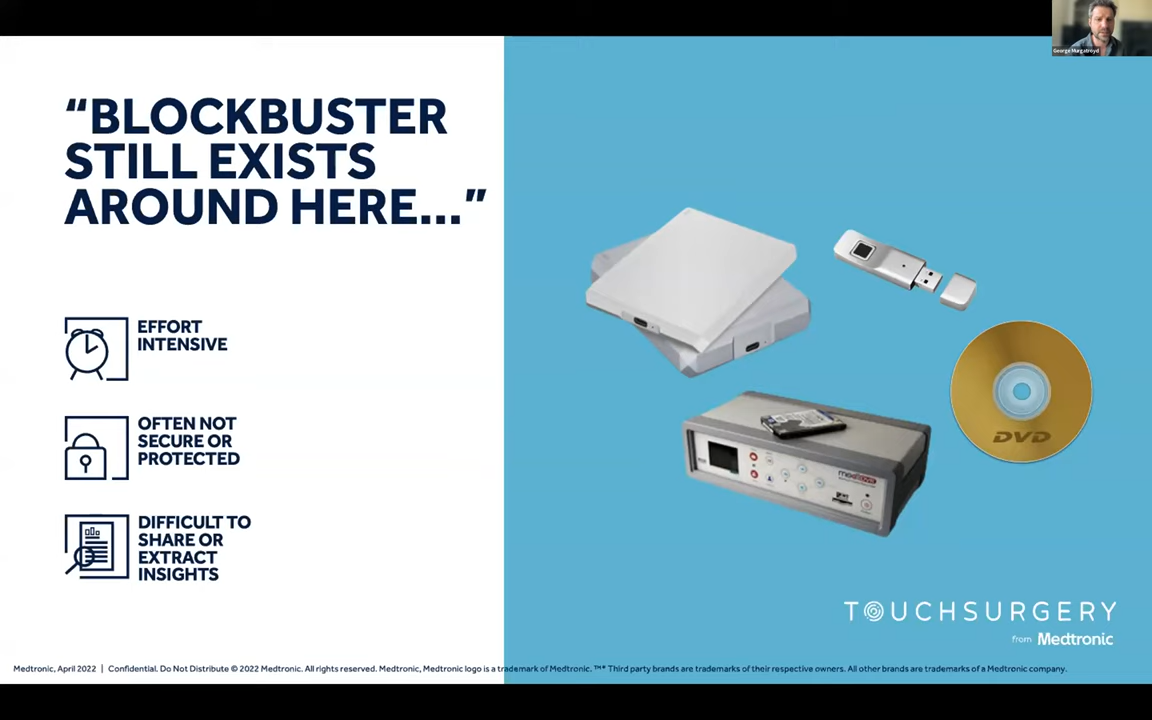 George Murgatroyd
“BLOCKBUSTER
STILL EXISTS
AROUND HERE...”
EFFORT
INTENSIVE
OFTEN NOT
SECURE OR
PROTECTED
DIFFICULT TO
SHARE OR
EXTRACT
INSIGHTS
DVD
TOUCHSURGERY
from Medtronic
Medtronic, April 2022 | Confidential. Do Not Distribute © 2022 Medtronic. All rights reserved. Medtronic, Medtronic logo is a trademark of Medtronic. ™* Third party brands are trademarks of their respective owners. All other brands are trademarks of a Medtronic company.